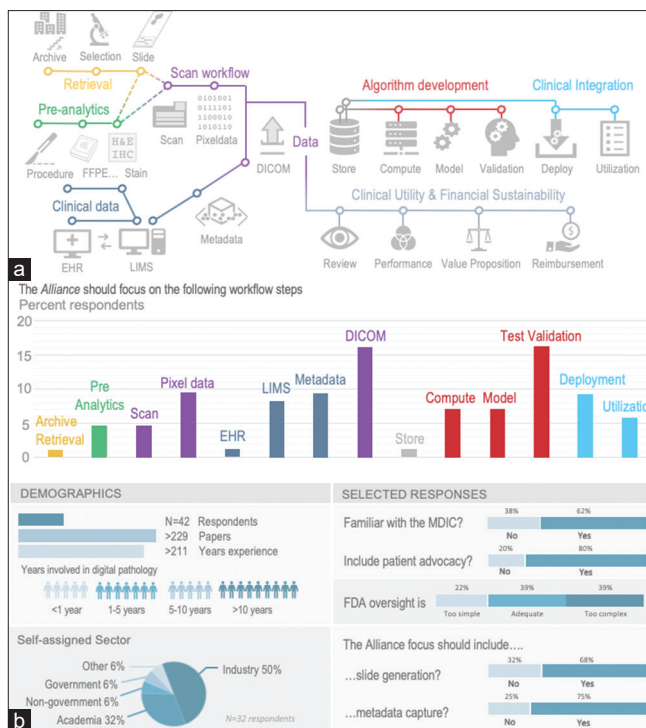 Archive Selection Slide
Retrieval
Scan workflow
Pre-analytics
Procedure FFPE... Stain
H&E
IHC
Scan Pixeldata
0101001
0111101
1100010
1010110
Clinical data
EHR LIMS
Metadata
DICOM
Data
Algorithm development
Clinical Integration
Store Compute Model Validation Deploy Utilization
Clinical Utility & Financial Sustainability
Review Performance Value Proposition Reimbursement
$
a
The Alliance should focus on the following workflow steps
Percent respondents
20
15
10
5
0
Archive
Retrieval
Pre
Analytics
Scan
Pixel data
EHR
LIMS
Metadata
DICOM
Store
Compute
Model
Test Validation
Deployment
Utilizatio
DEMOGRAPHICS
N=42 Respondents
>229 Papers
>211 Years experience
Years involved in digital pathology
<1 year 1-5 years 5-10 years >10 years
Self-assigned Sector
Other 6%
Government 6%
Non-government 6%
Academia 32%
Industry 50%
N=32 respondents
b
SELECTED RESPONSES
38% 62%
Familiar with the MDIC?
No Yes
20% 80%
Include patient advocacy?
No Yes
22% 39% 39%
FDA oversight is
Too simple Adequate Too complex
The Alliance focus should include....
32% 68%
...slide generation?
No Yes
25% 75%
...metadata capture?
No Yes